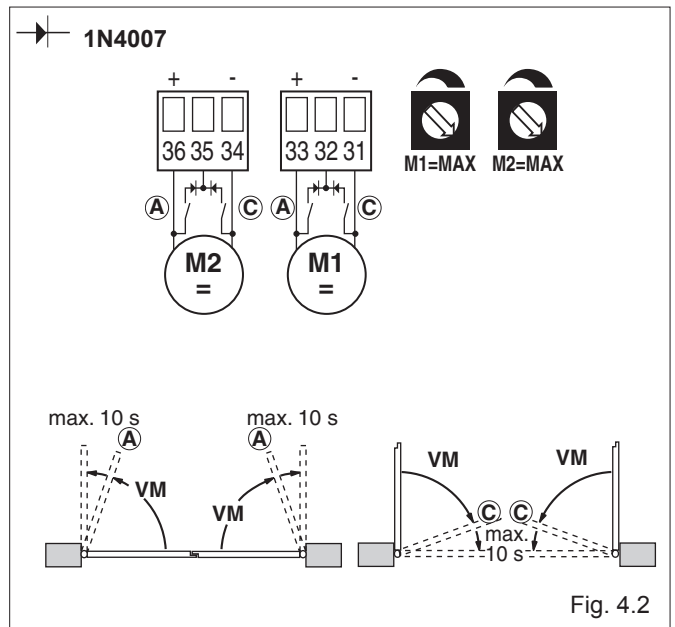 1N4007
+ - + -
36 35 34 33 32 31
M1=MAX M2=MAX
A C A C
M2 M1
= =
max. 10 s max. 10 s
A A
VM VM
VM VM
C C
max.
10 s
Fig. 4.2